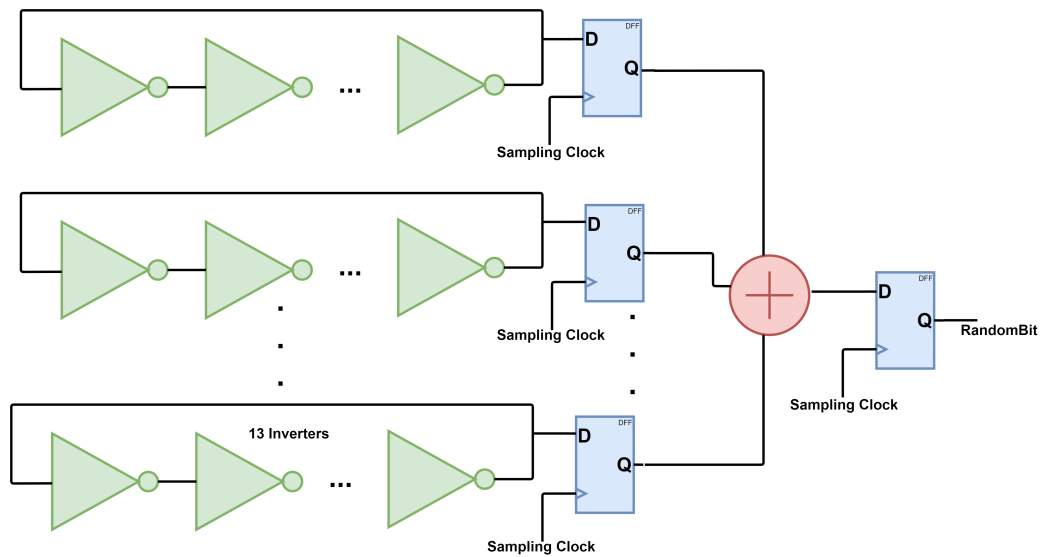 DFF
D
Q
...
Sampling Clock
DFF
D
Q
...
Sampling Clock
DFF
D
Q
RandomBit
Sampling Clock
13 Inverters
DFF
D
Q
...
Sampling Clock